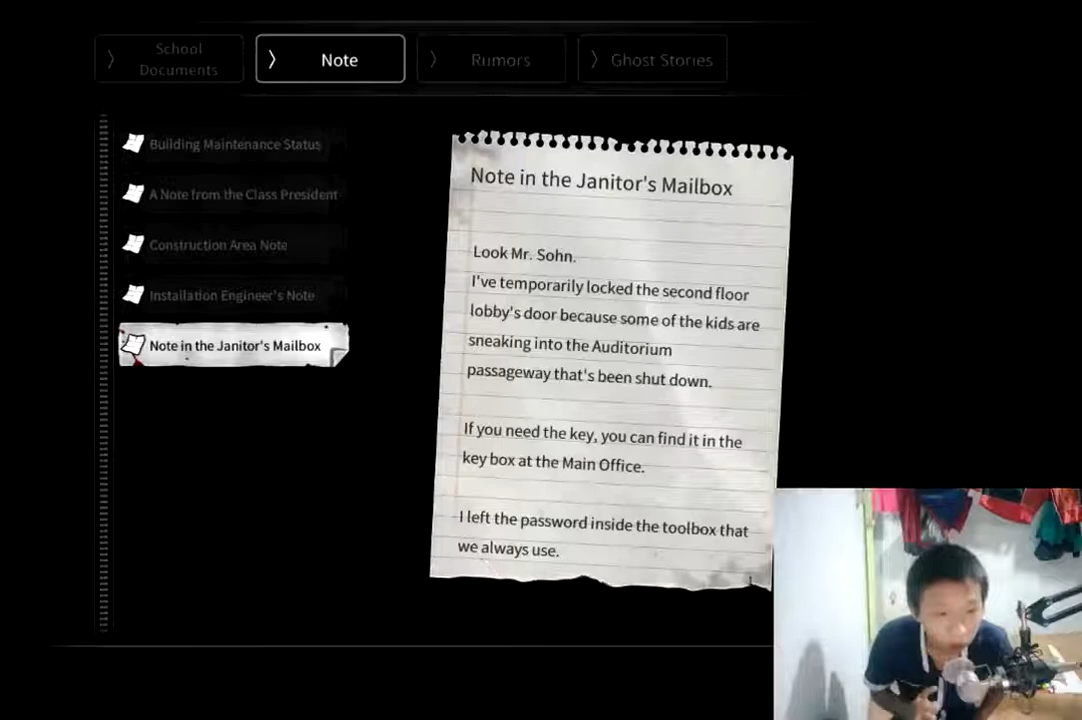 School
Documents
Note
Rumors
Ghost Stories
Building Maintenance Status
A Note from the Class President
Construction Area Note
Installation Engineer's Note
Note in the Janitor's Mailbox
Note in the Janitor's Mailbox
Look Mr. Sohn.
I've temporarily locked the second floor
lobby's door because some of the kids are
sneaking into the Auditorium
passageway that's been shut down.
If you need the key, you can find it in the
key box at the Main Office.
I left the password inside the toolbox that
we always use.